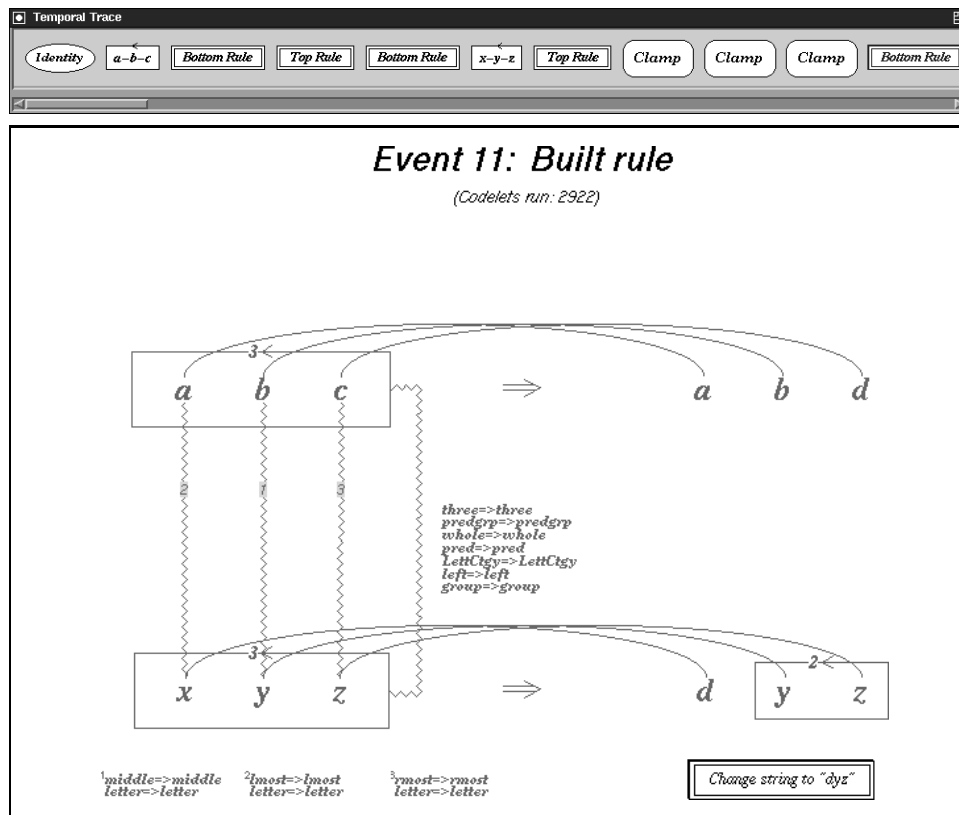 Temporal Trace
Identity a-b-c Bottom Rule Top Rule Bottom Rule x-y-z Top Rule Clamp Clamp Clamp Bottom Rule
Event 11: Built rule
(Codelets run: 2922)
3
a b c ⇒ a b d
2 1 3
three=>three
predgrp=>predgrp
whole=>whole
pred=>pred
LettCtgy=>LettCtgy
left=>left
group=>group
3 2
x y z ⇒ d y z
1middle=>middle 2lmost=>lmost 3rmost=>rmost
letter=>letter letter=>letter letter=>letter
Change string to "dyz"